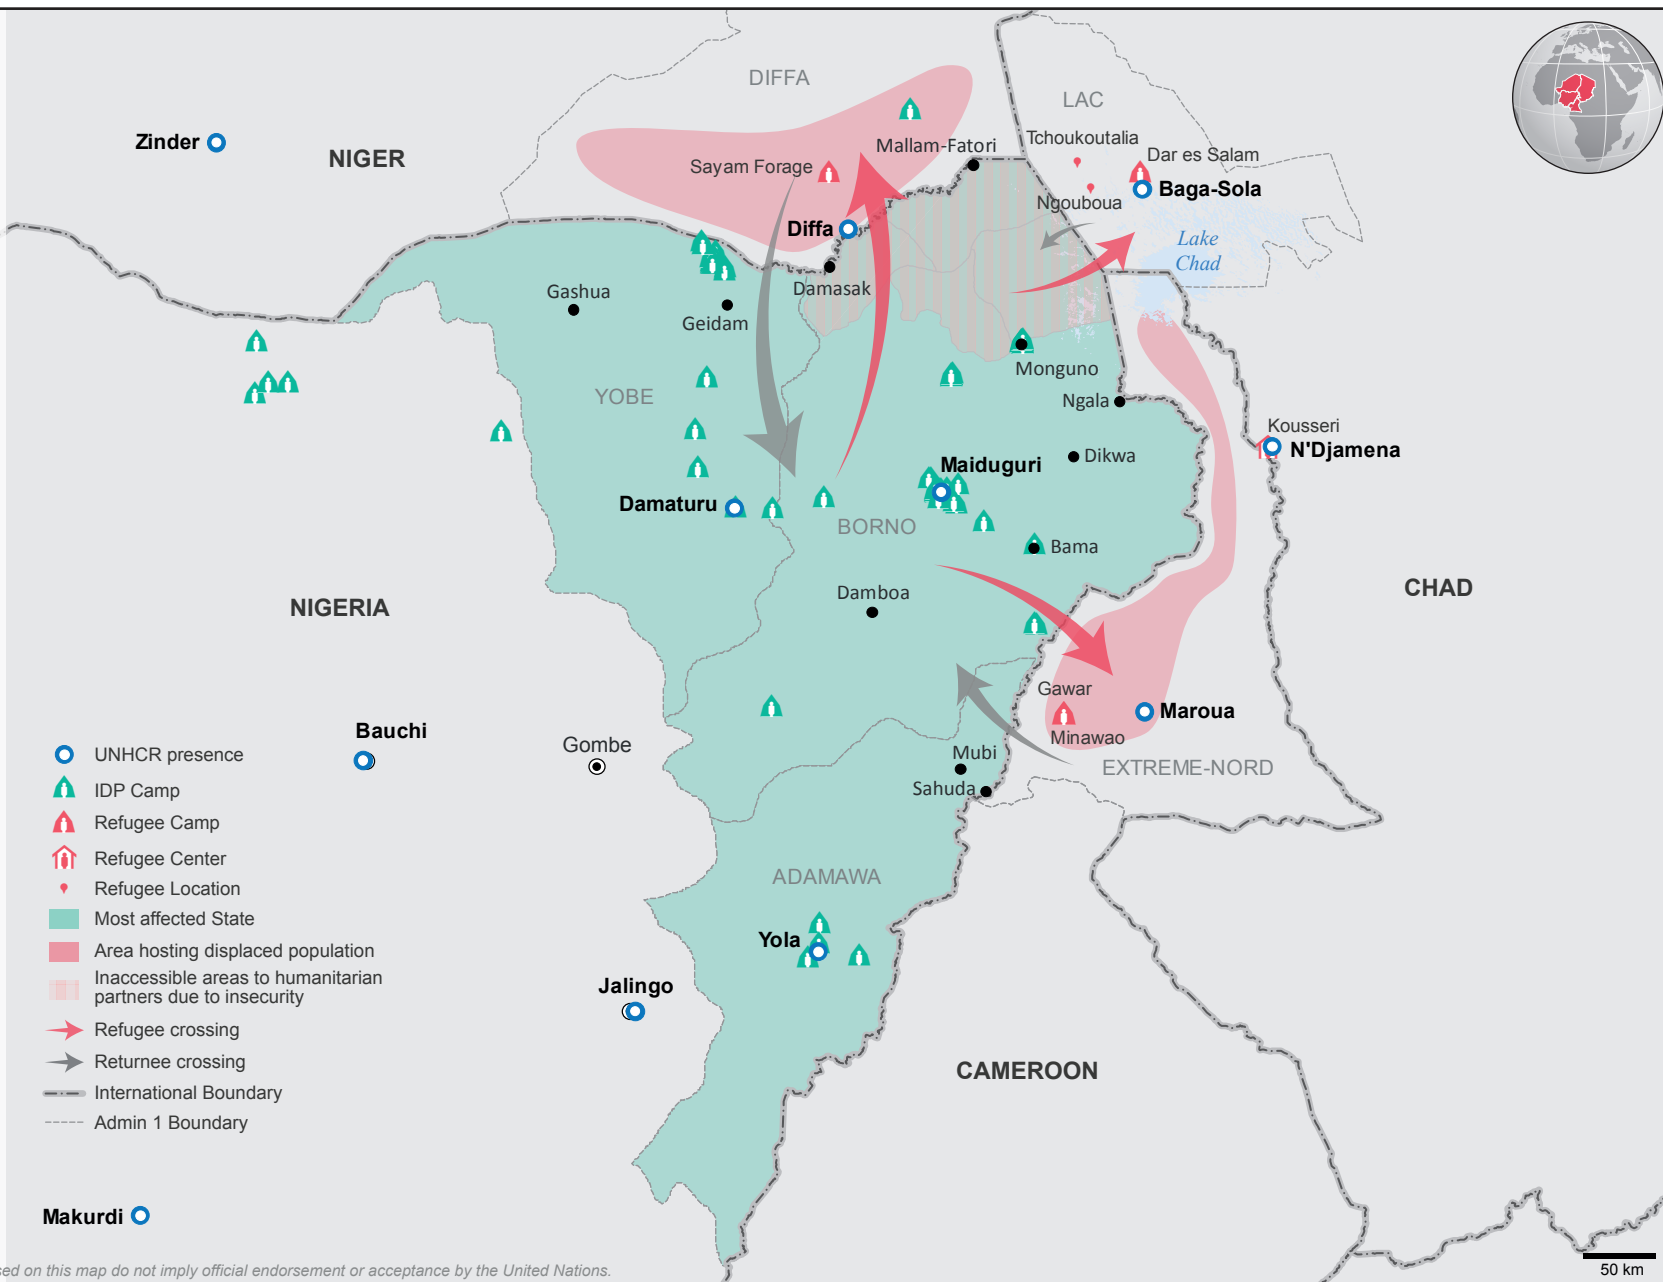 DIFFA
LAC
Tchoukoutalia
Zinder
NIGER
Mallam-Fatori
Dar es Salam
Sayam Forage
Baga-Sola
Ngouboua
Diffa
Lake
Chad
Damasak
Gashua
Geidam
Monguno
YOBE
Ngala
Kousseri
N'Djamena
Dikwa
Maiduguri
Damaturu
BORNO
Bama
CHAD
Damboa
NIGERIA
Gawar
Maroua
Minawao
Bauchi
Gombe
Mubi
EXTREME-NORD
Sahuda
ADAMAWA
Yola
Jalingo
CAMEROON
Makurdi
UNHCR presence
IDP Camp
Refugee Camp
Refugee Center
Refugee Location
Most affected State
Area hosting displaced population
Inaccessible areas to humanitarian
partners due to insecurity
Refugee crossing
Returnee crossing
International Boundary
Admin 1 Boundary
sed on this map do not imply official endorsement or acceptance by the United Nations.
50 km